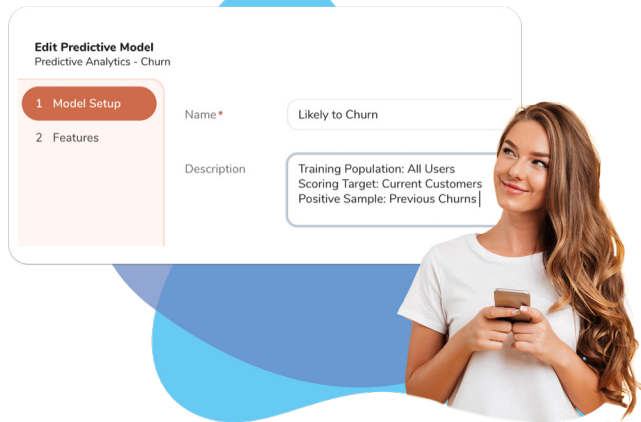 Edit Predictive Model
Predictive Analytics - Churn
1 Model Setup
2 Features
Name*
Likely to Churn
Description
Training Population: All Users
Scoring Target: Current Customers
Positive Sample: Previous Churns